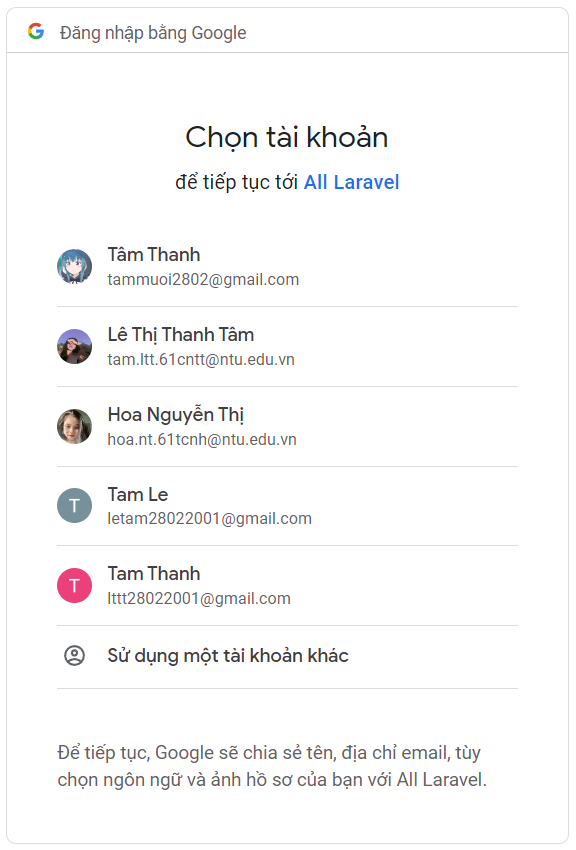 Đăng nhập bằng Google
Chọn tài khoản
để tiếp tục tới All Laravel
Tâm Thanh
tammuoi2802@gmail.com
Lê Thị Thanh Tâm
tam.ltt.61cntt@ntu.edu.vn
Hoa Nguyễn Thị
hoa.nt.61tcnh@ntu.edu.vn
T
Tam Le
letam28022001@gmail.com
T
Tam Thanh
lttt28022001@gmail.com
Sử dụng một tài khoản khác
Để tiếp tục, Google sẽ chia sẻ tên, địa chỉ email, tùy
chọn ngôn ngữ và ảnh hồ sơ của bạn với All Laravel.